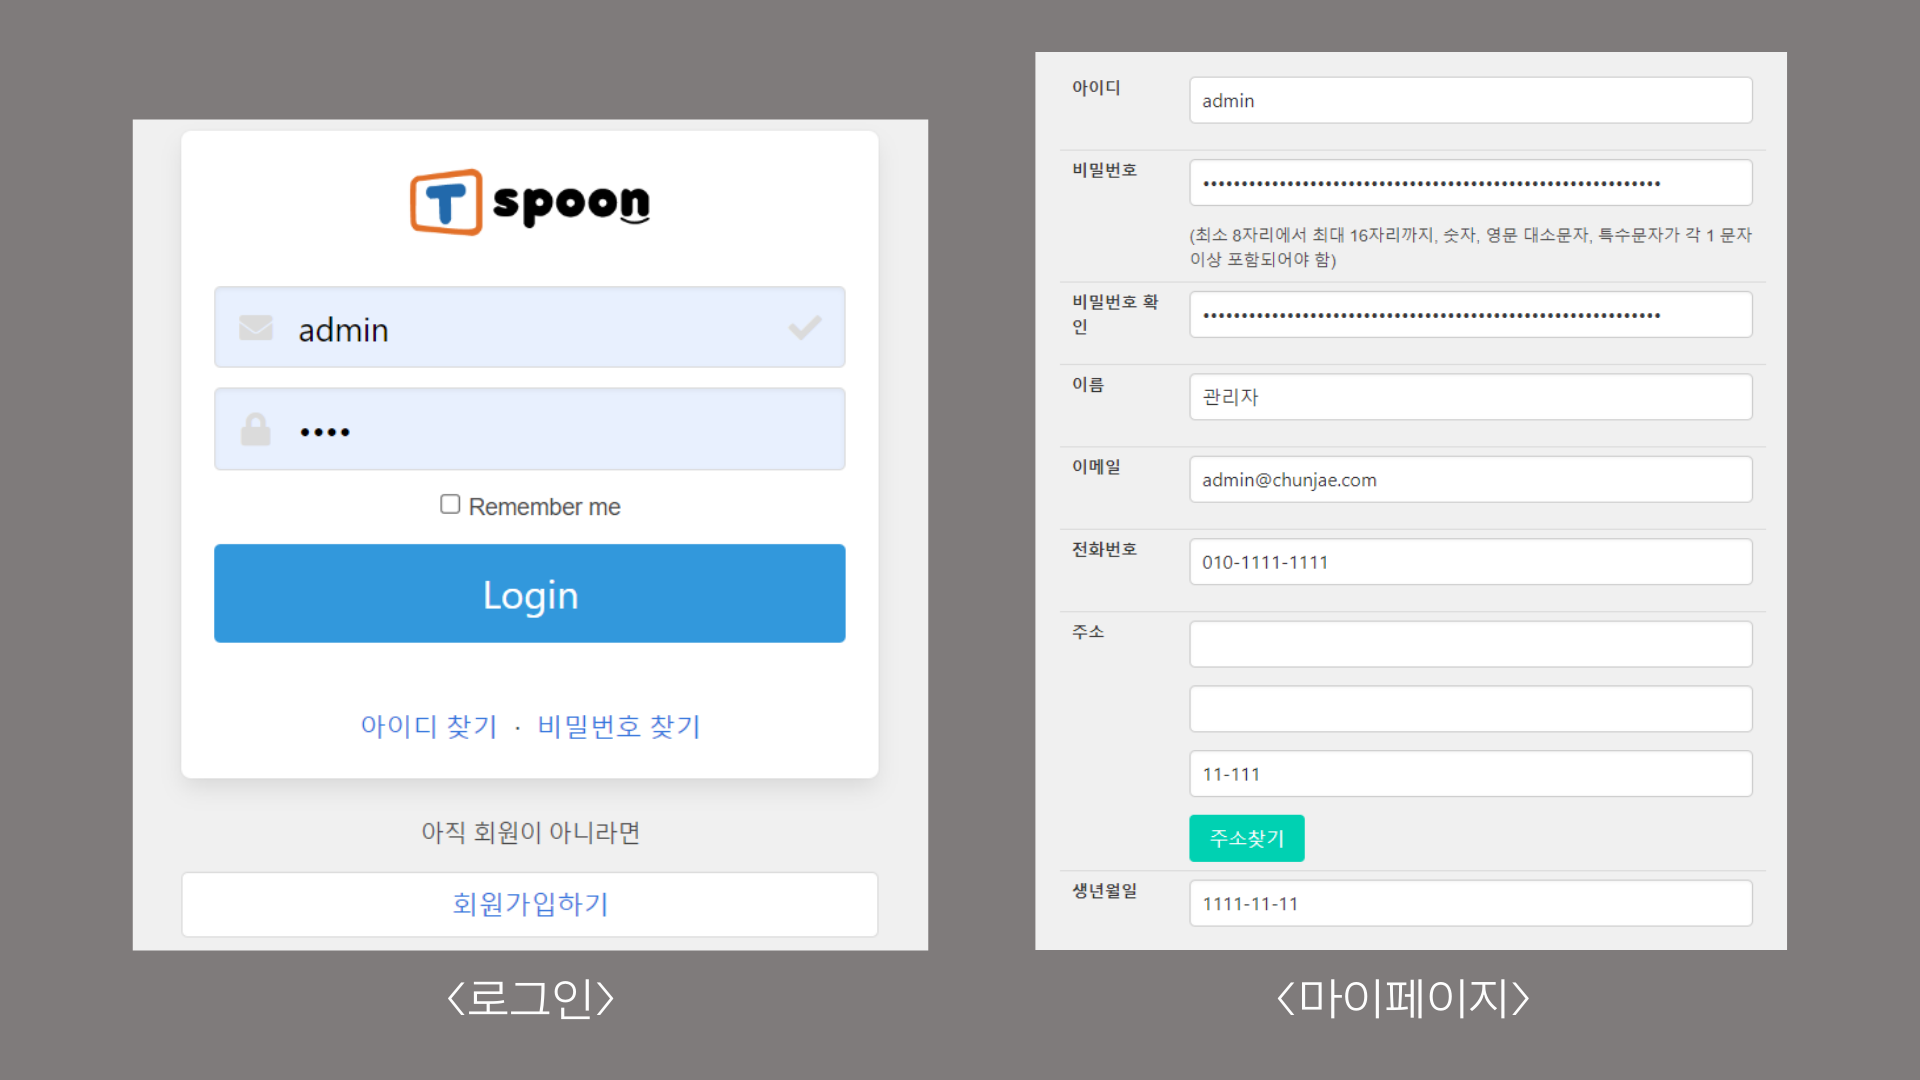 T spoon
admin
••••
Remember me
Login
아이디 찾기 · 비밀번호 찾기
아직 회원이 아니라면
회원가입하기
<로그인>
아이디
admin
비밀번호
••••••••••••••••••••••••••••••••••••••••••••••••••••••••••••
(최소 8자리에서 최대 16자리까지, 숫자, 영문 대소문자, 특수문자가 각 1 문자
이상 포함되어야 함)
비밀번호 확
인
••••••••••••••••••••••••••••••••••••••••••••••••••••••••••••
이름
관리자
이메일
admin@chunjae.com
전화번호
010-1111-1111
주소
11-111
주소찾기
생년월일
1111-11-11
<마이페이지>